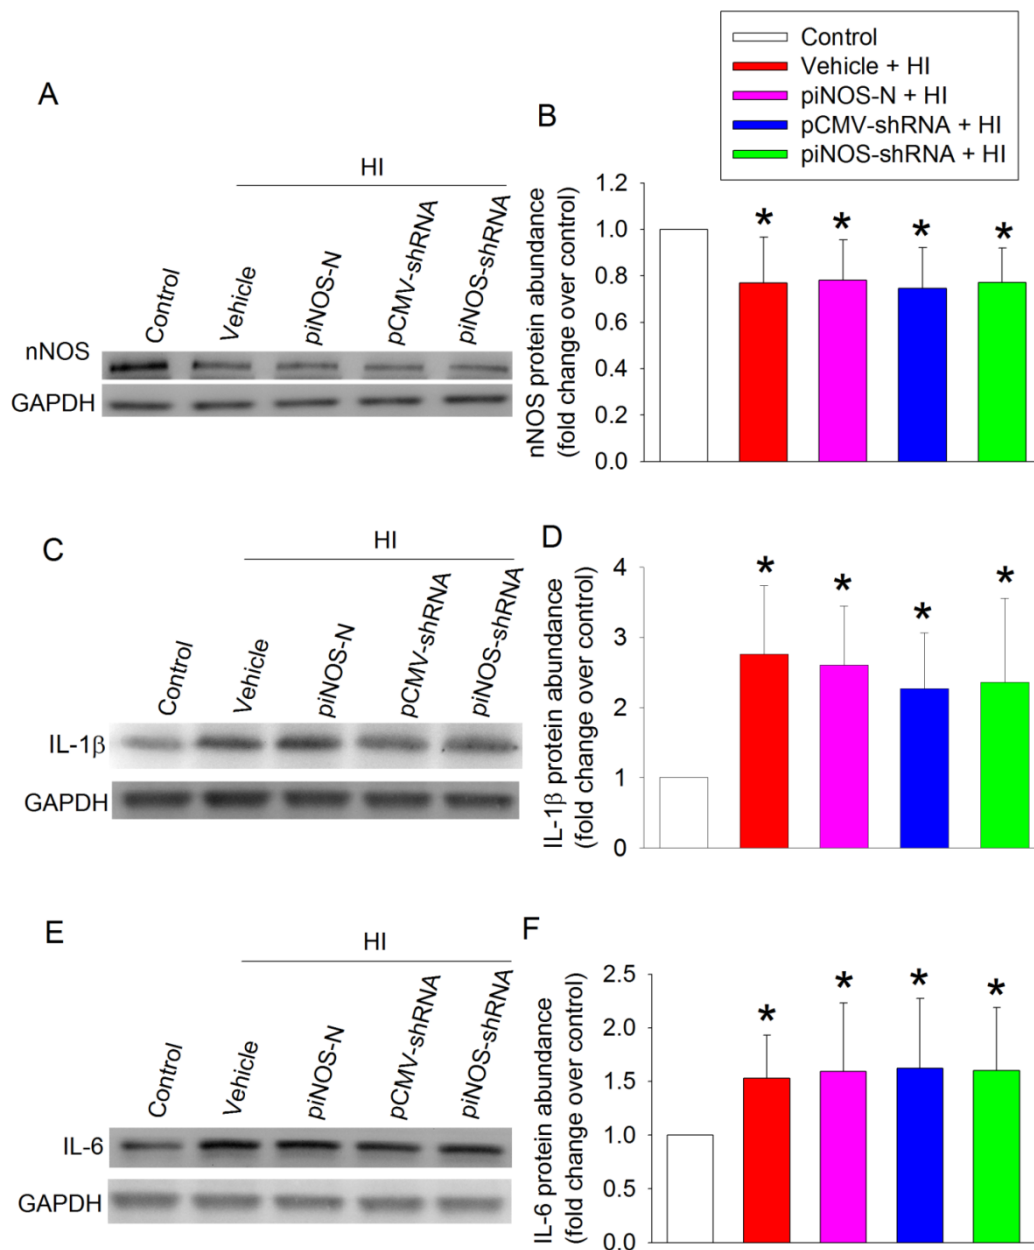 Control
Vehicle + HI
piNOS-N + HI
pCMV-shRNA + HI
piNOS-shRNA + HI
A
HI
Control
Vehicle
piNOS-N
pCMV-shRNA
piNOS-shRNA
nNOS
GAPDH
B
nNOS protein abundance
(fold change over control)
1.2
1.0
0.8
0.6
0.4
0.2
0.0
* * * *
C
HI
Control
Vehicle
piNOS-N
pCMV-shRNA
piNOS-shRNA
IL-1β
GAPDH
D
IL-1β protein abundance
(fold change over control)
4
3
2
1
0
* * * *
E
HI
Control
Vehicle
piNOS-N
pCMV-shRNA
piNOS-shRNA
IL-6
GAPDH
F
IL-6 protein abundance
(fold change over control)
2.5
2.0
1.5
1.0
0.5
0.0
* * * *